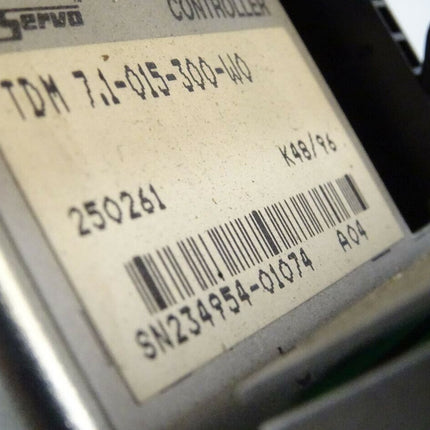 Servo CONTROLLER
TDM 7.1-015-300-W0
250261 K48/96
SN234954-01074 A04